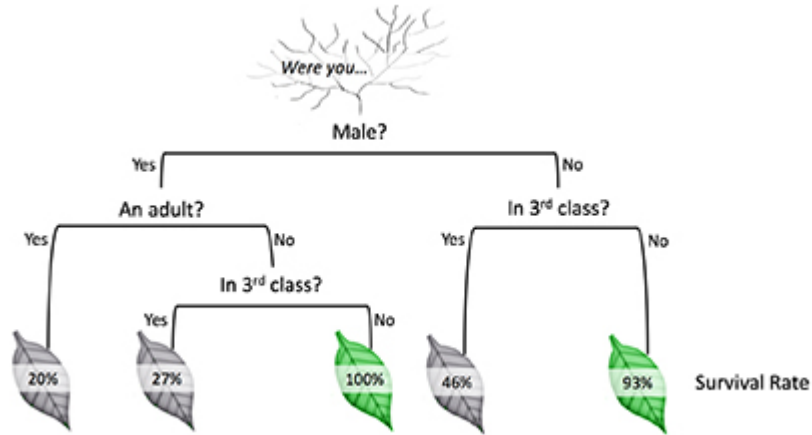 Were you...
Male?
Yes
No
An adult?
In 3rd class?
Yes
No
Yes
No
In 3rd class?
Yes
No
20%
27%
100%
46%
93%
Survival Rate